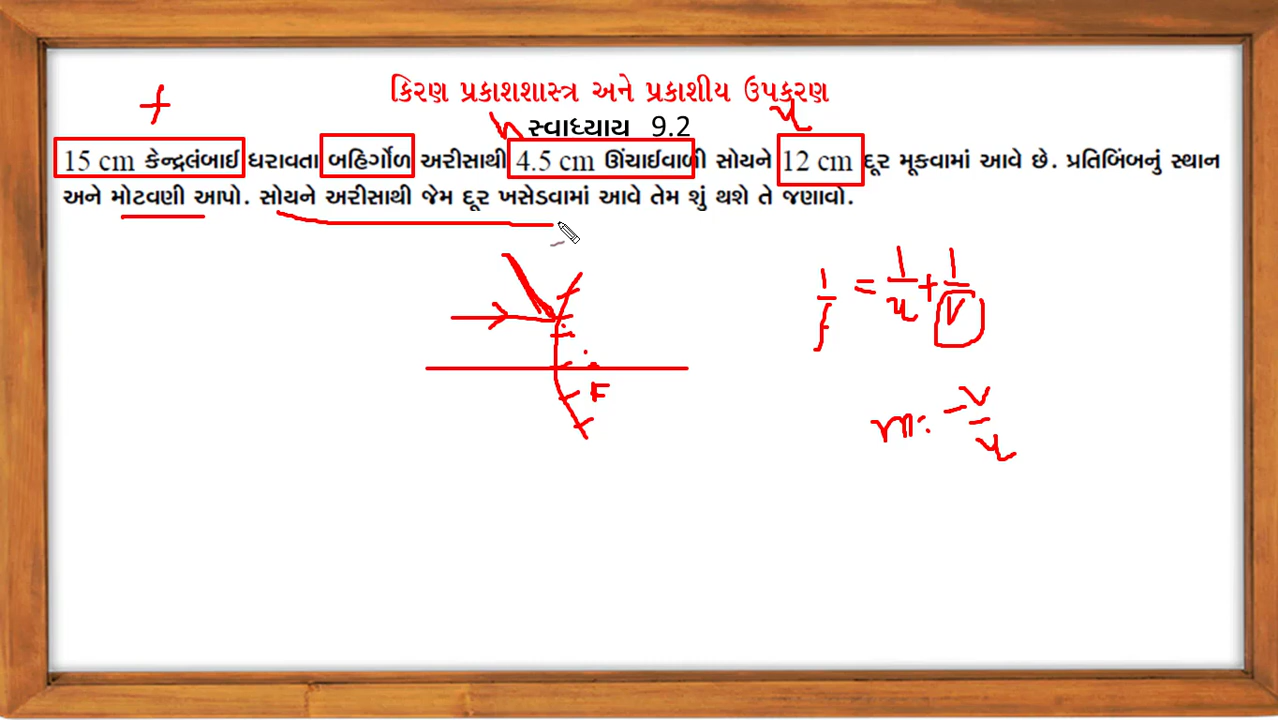 કિરણ પ્રકાશશાસ્ત્ર અને પ્રકાશીય ઉપકરણ
+ h u
સ્વાધ્યાય 9.2
15 cm કેન્દ્રલંબાઈ ધરાવતા બહિર્ગોળ અરીસાથી 4.5 cm ઊંચાઈવાળી સોયને 12 cm દૂર મૂકવામાં આવે છે. પ્રતિબિંબનું સ્થાન
અને મોટવણી આપો. સોયને અરીસાથી જેમ દૂર ખસેડવામાં આવે તેમ શું થશે તે જણાવો.
1/f = 1/u + 1/v
F
m: -v/u